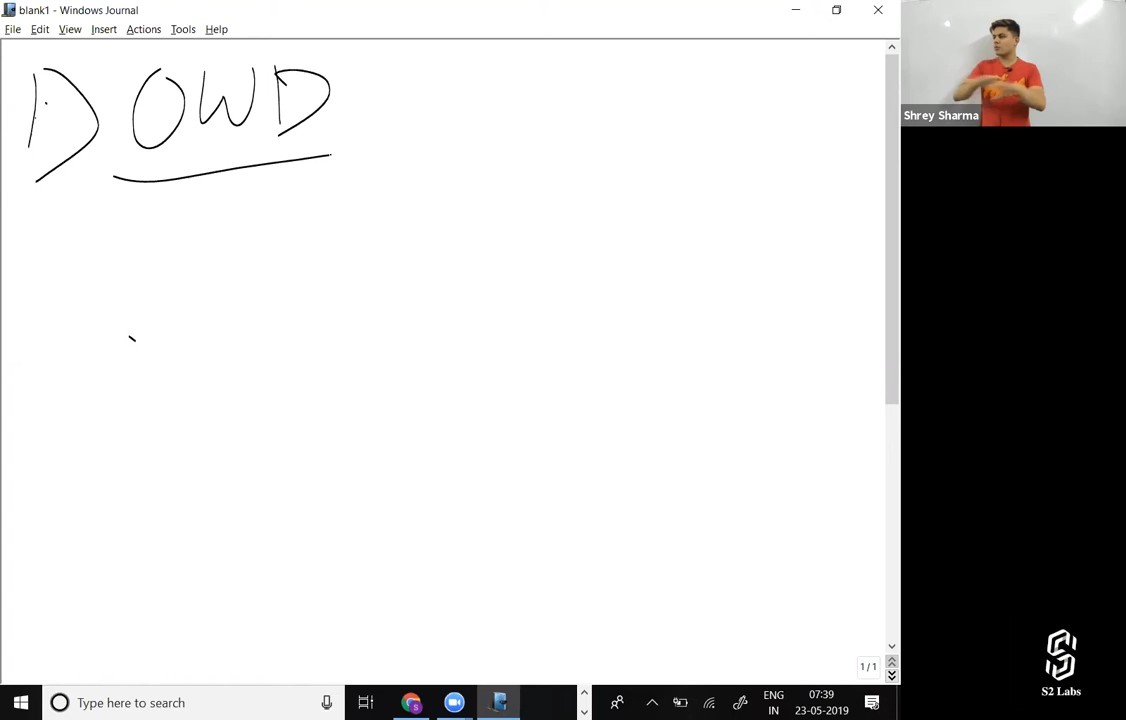 blank1 - Windows Journal
File Edit View Insert Actions Tools Help
D OWD
Shrey Sharma
1 / 1
S2 Labs
Type here to search
ENG
IN
07:39
23-05-2019